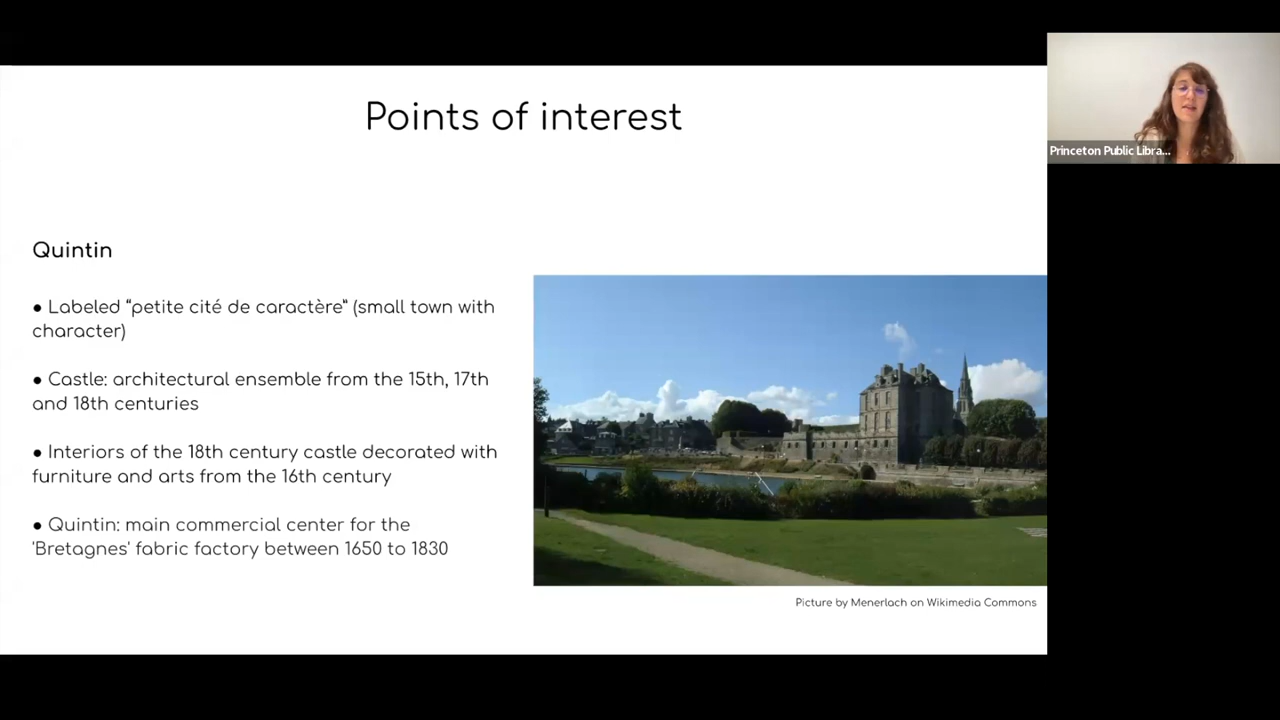 Points of interest
Princeton Public Libra...
Quintin
● Labeled “petite cité de caractère” (small town with
character)
● Castle: architectural ensemble from the 15th, 17th
and 18th centuries
● Interiors of the 18th century castle decorated with
furniture and arts from the 16th century
● Quintin: main commercial center for the
'Bretagnes' fabric factory between 1650 to 1830
Picture by Menerlach on Wikimedia Commons